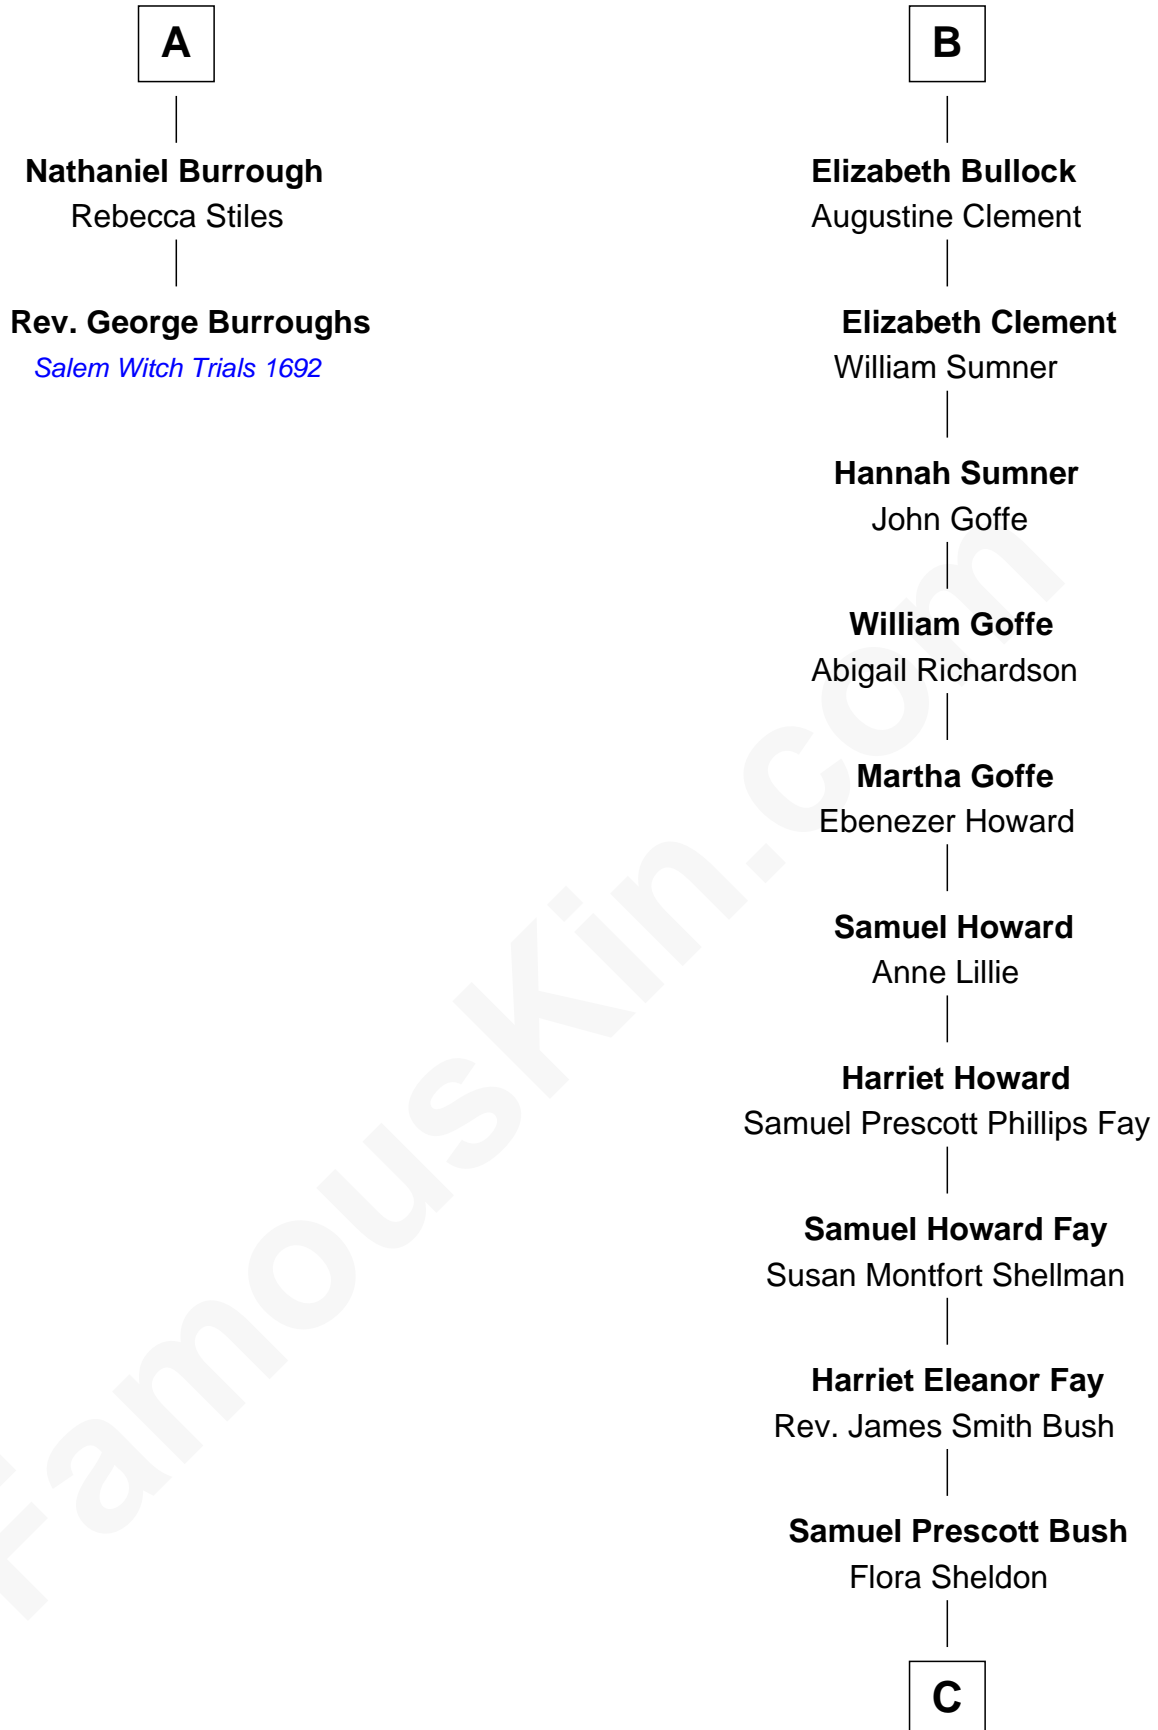 A
Nathaniel Burrough
Rebecca Stiles
Rev. George Burroughs
Salem Witch Trials 1692
B
Elizabeth Bullock
Augustine Clement
Elizabeth Clement
William Sumner
Hannah Sumner
John Goffe
William Goffe
Abigail Richardson
Martha Goffe
Ebenezer Howard
Samuel Howard
Anne Lillie
Harriet Howard
Samuel Prescott Phillips Fay
Samuel Howard Fay
Susan Montfort Shellman
Harriet Eleanor Fay
Rev. James Smith Bush
Samuel Prescott Bush
Flora Sheldon
C
FamousKin.com